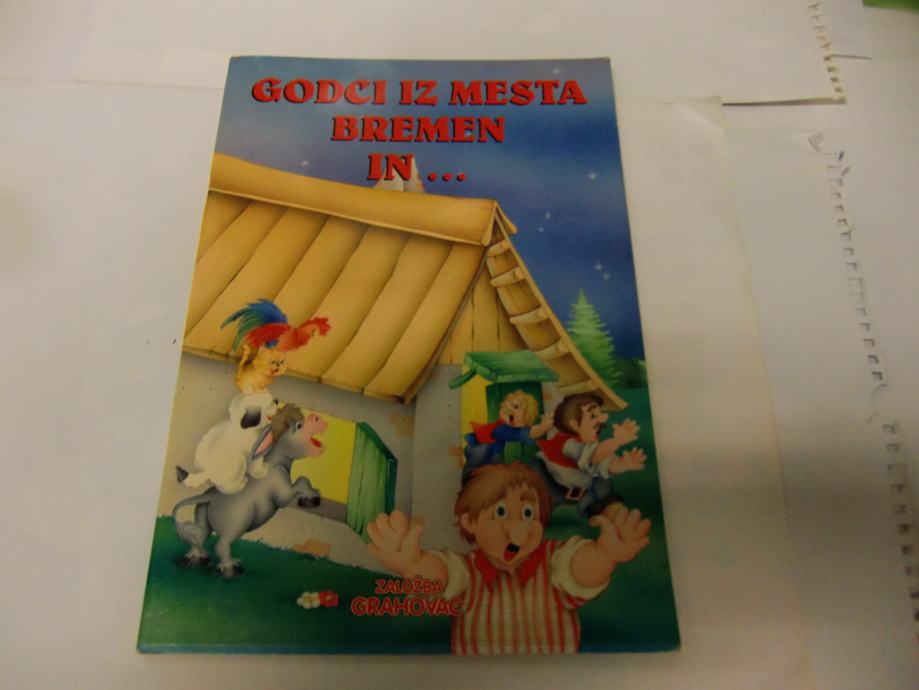 GODCI IZ MESTA
BREMEN
IN ...
ZALOŽBA
GRAHOVAC